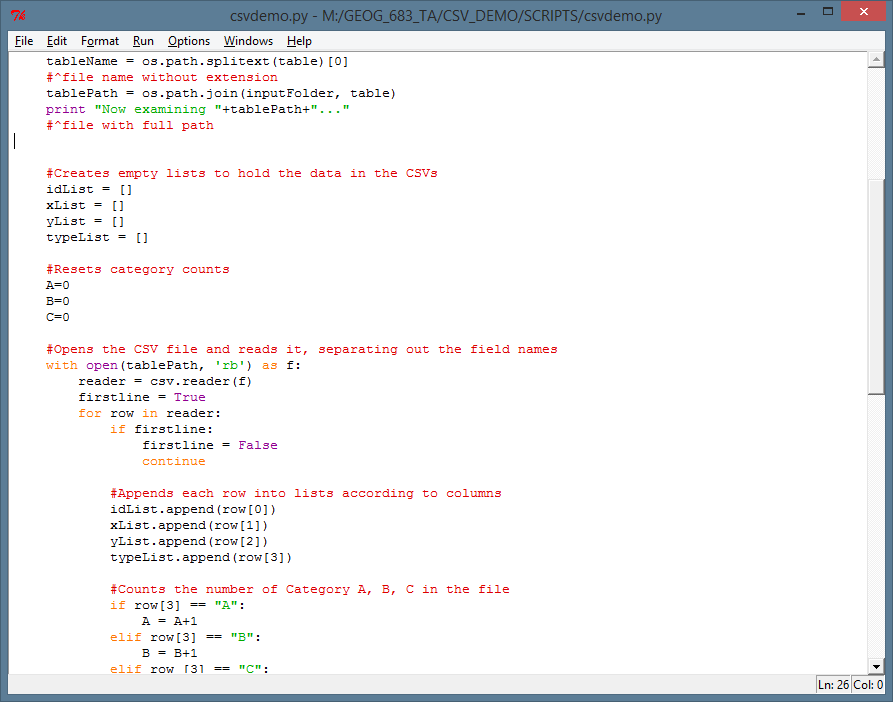 csvdemo.py - M:/GEOG_683_TA/CSV_DEMO/SCRIPTS/csvdemo.py
File Edit Format Run Options Windows Help
    tableName = os.path.splitext(table)[0]
    #^file name without extension
    tablePath = os.path.join(inputFolder, table)
    print "Now examining "+tablePath+"..."
    #^file with full path

    #Creates empty lists to hold the data in the CSVs
    idList = []
    xList = []
    yList = []
    typeList = []

    #Resets category counts
    A=0
    B=0
    C=0

    #Opens the CSV file and reads it, separating out the field names
    with open(tablePath, 'rb') as f:
        reader = csv.reader(f)
        firstline = True
        for row in reader:
            if firstline:
                firstline = False
                continue

            #Appends each row into lists according to columns
            idList.append(row[0])
            xList.append(row[1])
            yList.append(row[2])
            typeList.append(row[3])

            #Counts the number of Category A, B, C in the file
            if row[3] == "A":
                A = A+1
            elif row[3] == "B":
                B = B+1
            elif row [3] == "C":
Ln: 26 Col: 0